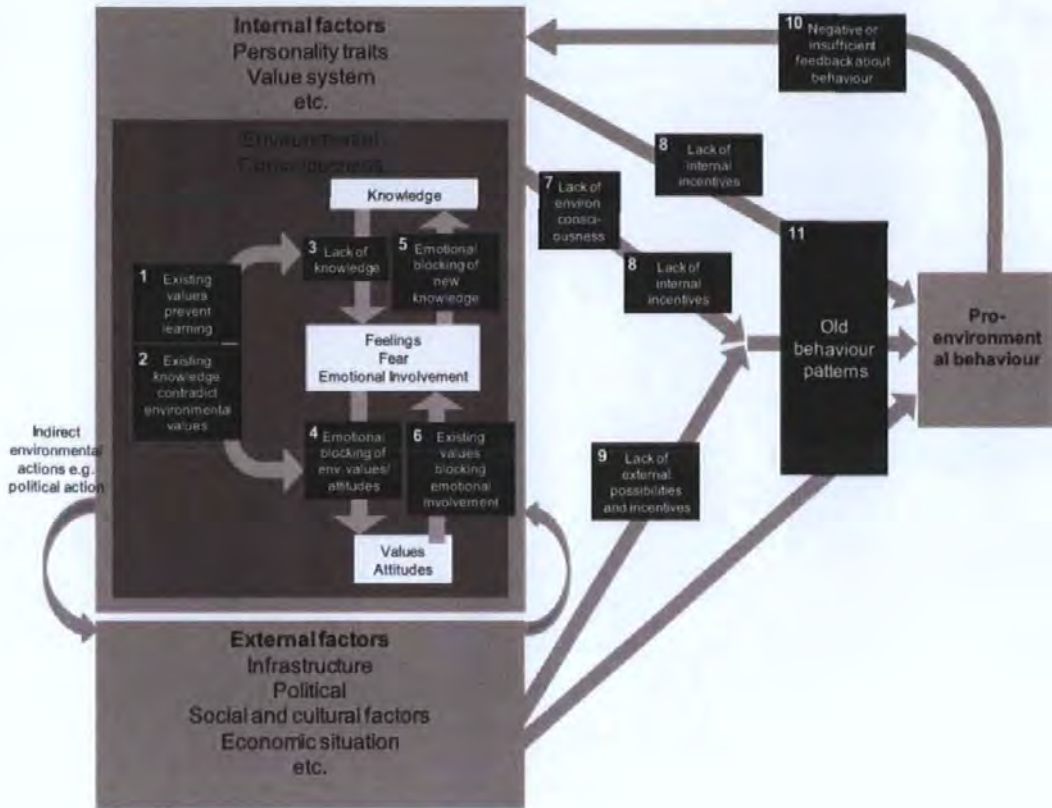 Internal factors
Personality traits
Value system
etc.
Environmental
Consciousness
Knowledge
1 Existing
values
prevent
learning
2 Existing
knowledge
contradict
environmental
values
3 Lack of
knowledge
5 Emotional
blocking of
new
knowledge
Feelings
Fear
Emotional Involvement
4 Emotional
blocking of
env. values/
attitudes
6 Existing
values
blocking
emotional
involvement
Values
Attitudes
Indirect
environmental
actions e.g.
political action
External factors
Infrastructure
Political
Social and cultural factors
Economic situation
etc.
10 Negative or
insufficient
feedback about
behaviour
8 Lack of
internal
incentives
7 Lack of
environ
consci-
ousness
8 Lack of
internal
incentives
9 Lack of
external
possibilities
and incentives
11
Old
behaviour
patterns
Pro-
environment
al behaviour